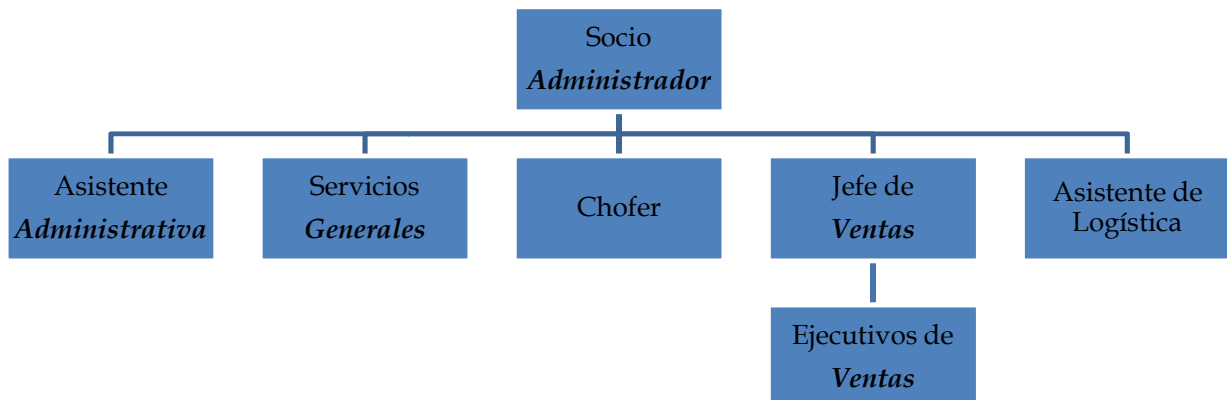 Socio
Administrador
Asistente
Administrativa
Servicios
Generales
Chofer
Jefe de
Ventas
Asistente de
Logística
Ejecutivos de
Ventas